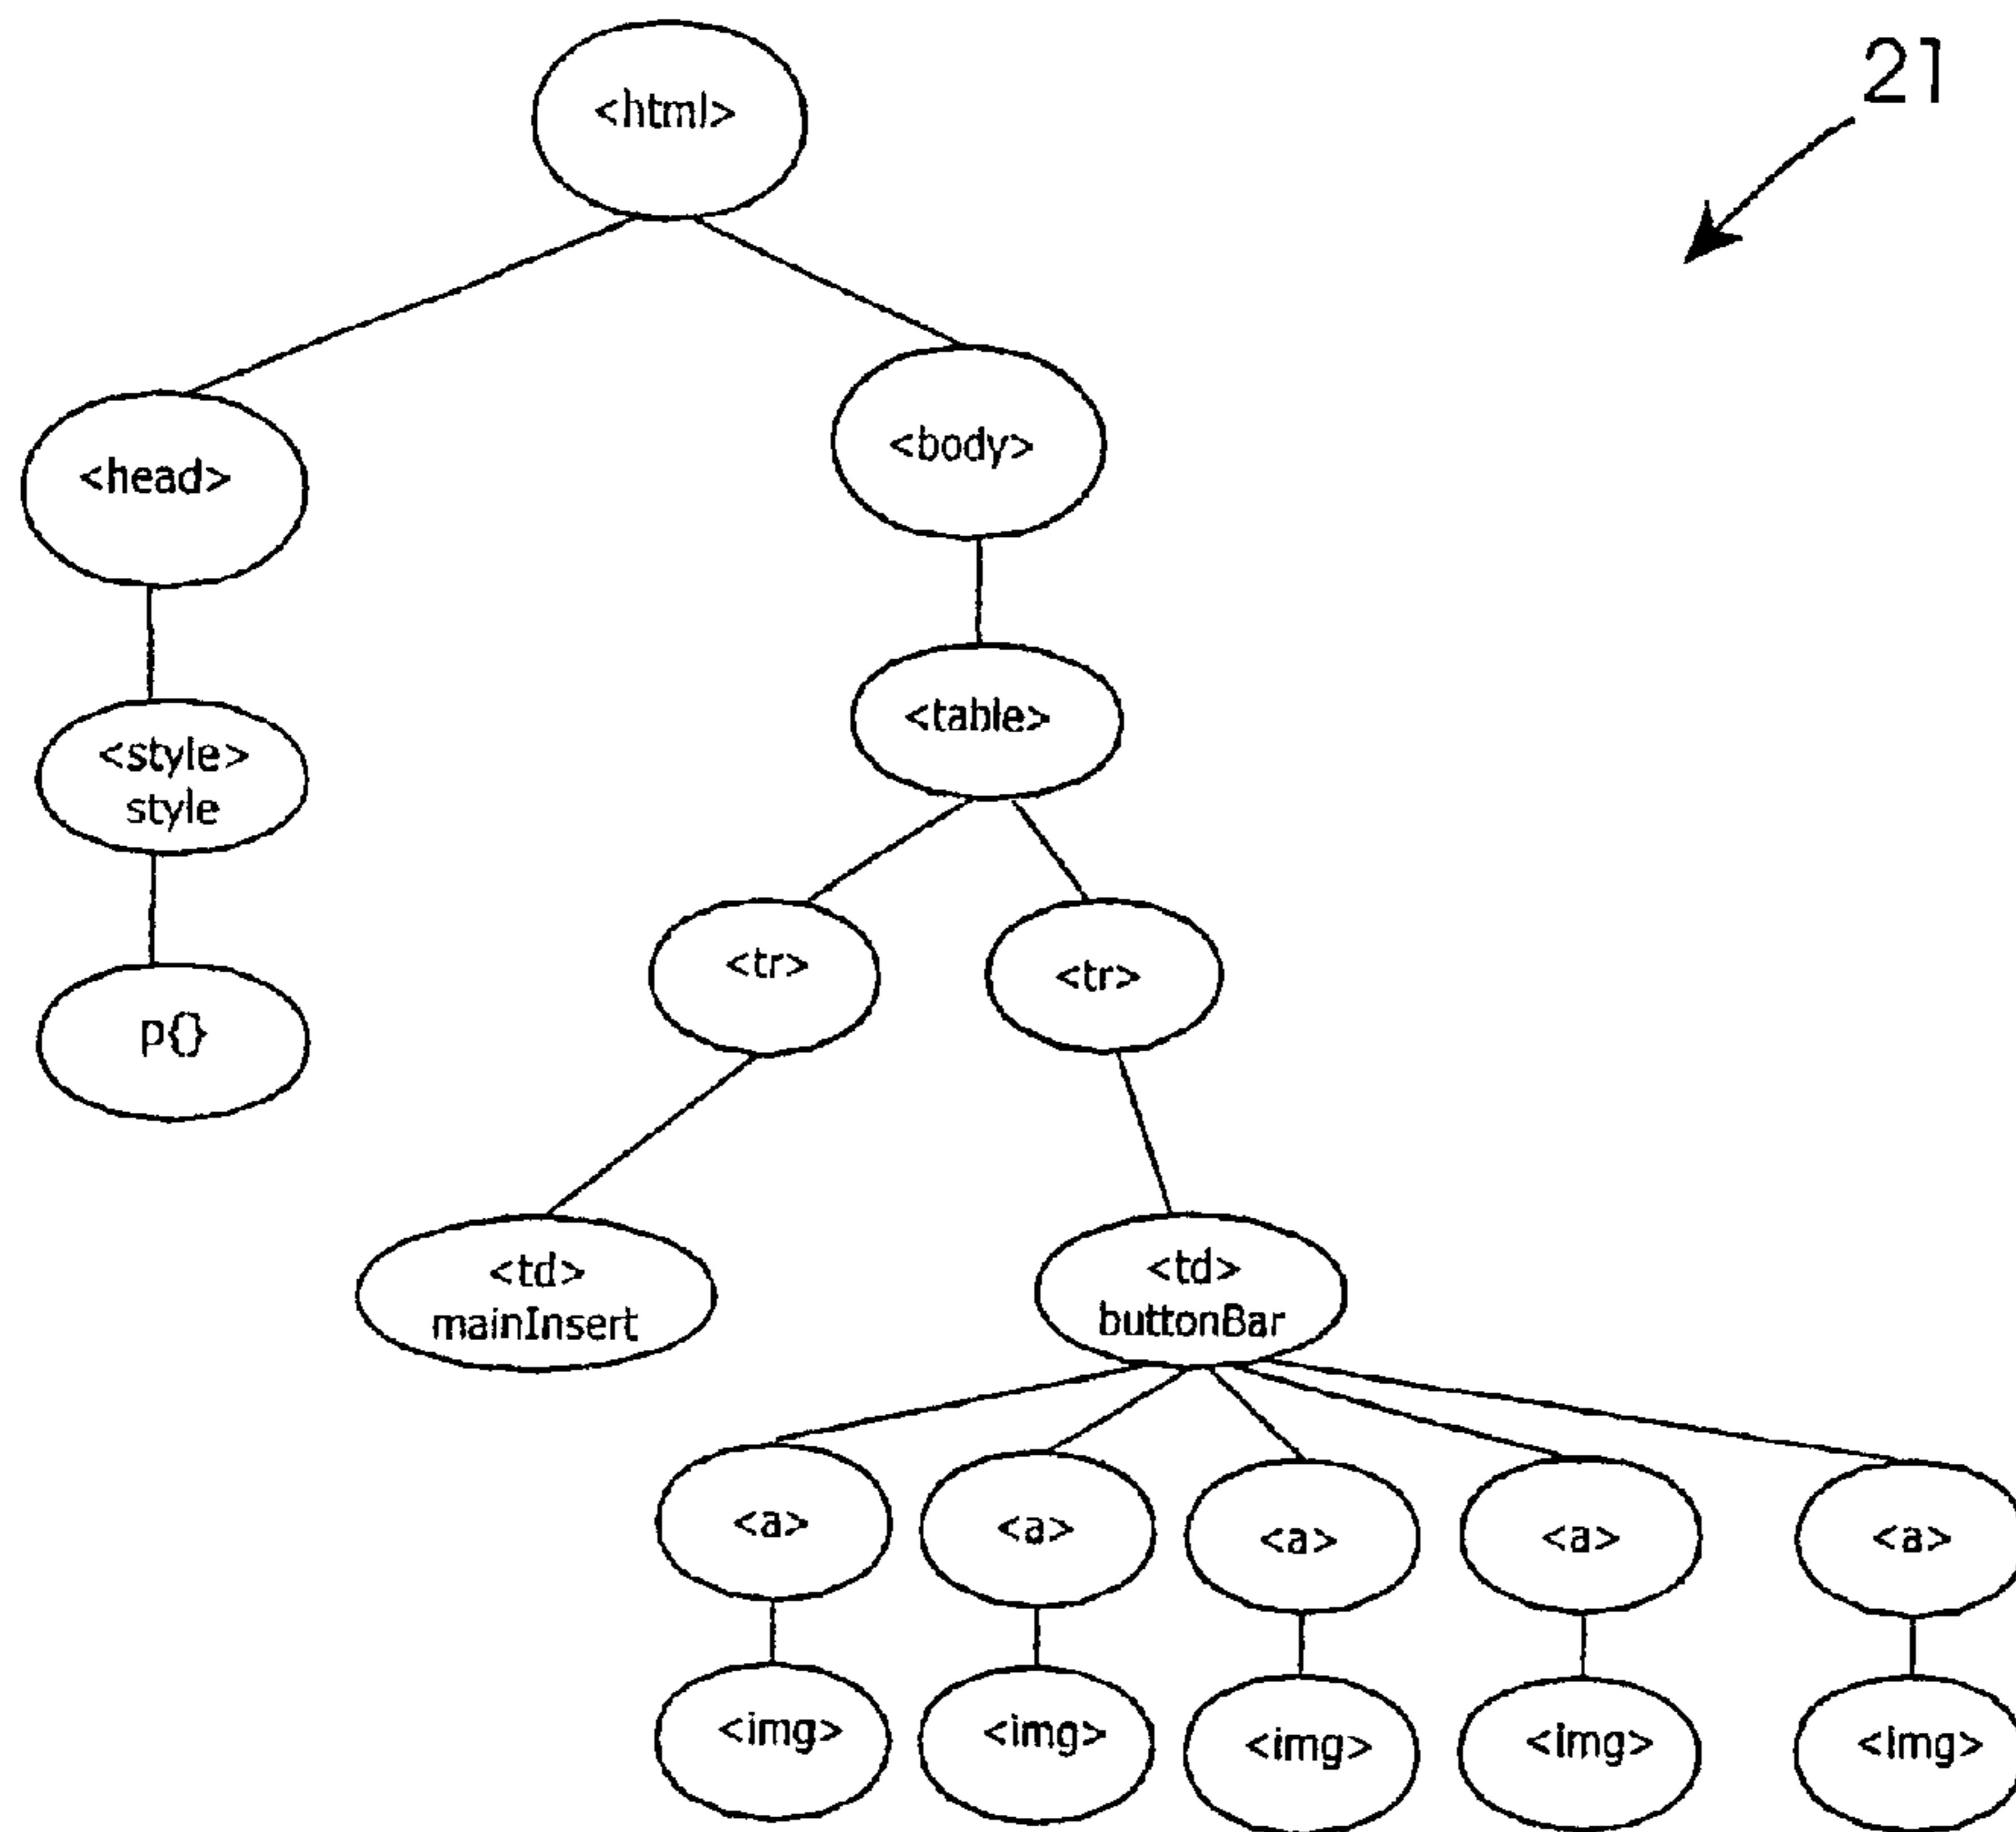 21
<html>
<head>
<body>
<style>
style
<table>
p{}
<tr>
<tr>
<td>
mainInsert
<td>
buttonBar
<a>
<a>
<a>
<a>
<a>
<img>
<img>
<img>
<img>
<img>